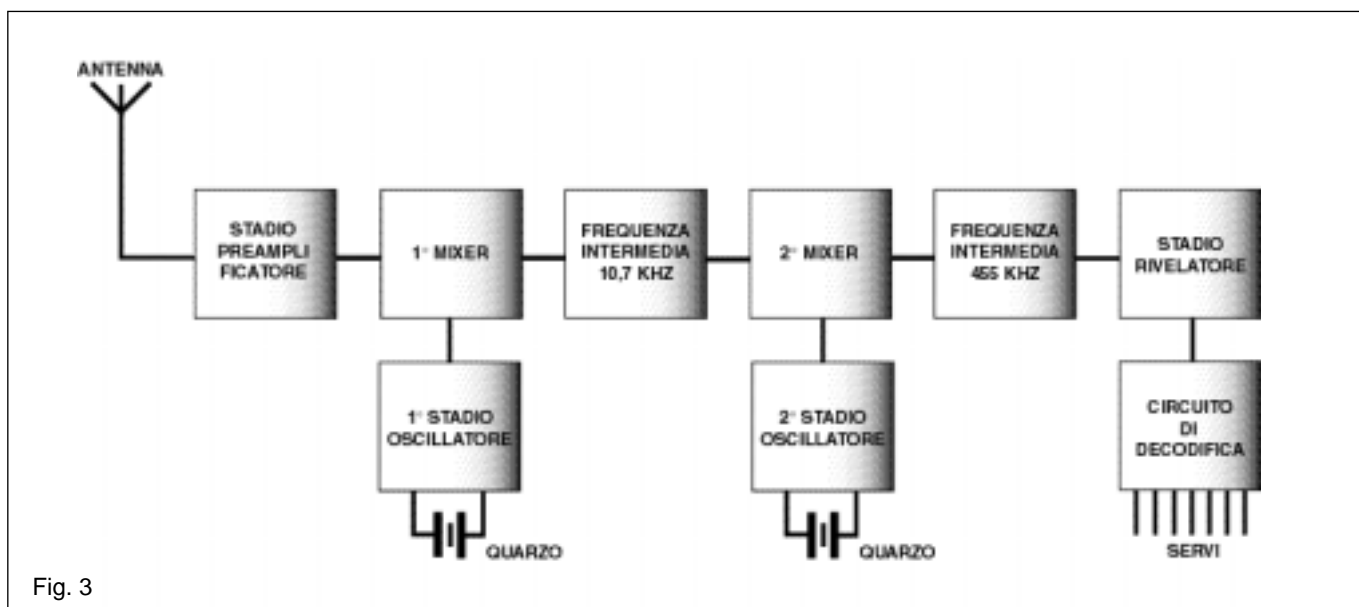 ANTENNA
STADIO
PREAMPLI
FICATORE
1° MIXER
FREQUENZA
INTERMEDIA
10,7 KHZ
2° MIXER
FREQUENZA
INTERMEDIA
455 KHZ
STADIO
RIVELATORE
1° STADIO
OSCILLATORE
2° STADIO
OSCILLATORE
CIRCUITO
DI
DECODIFICA
QUARZO
QUARZO
SERVI
Fig. 3